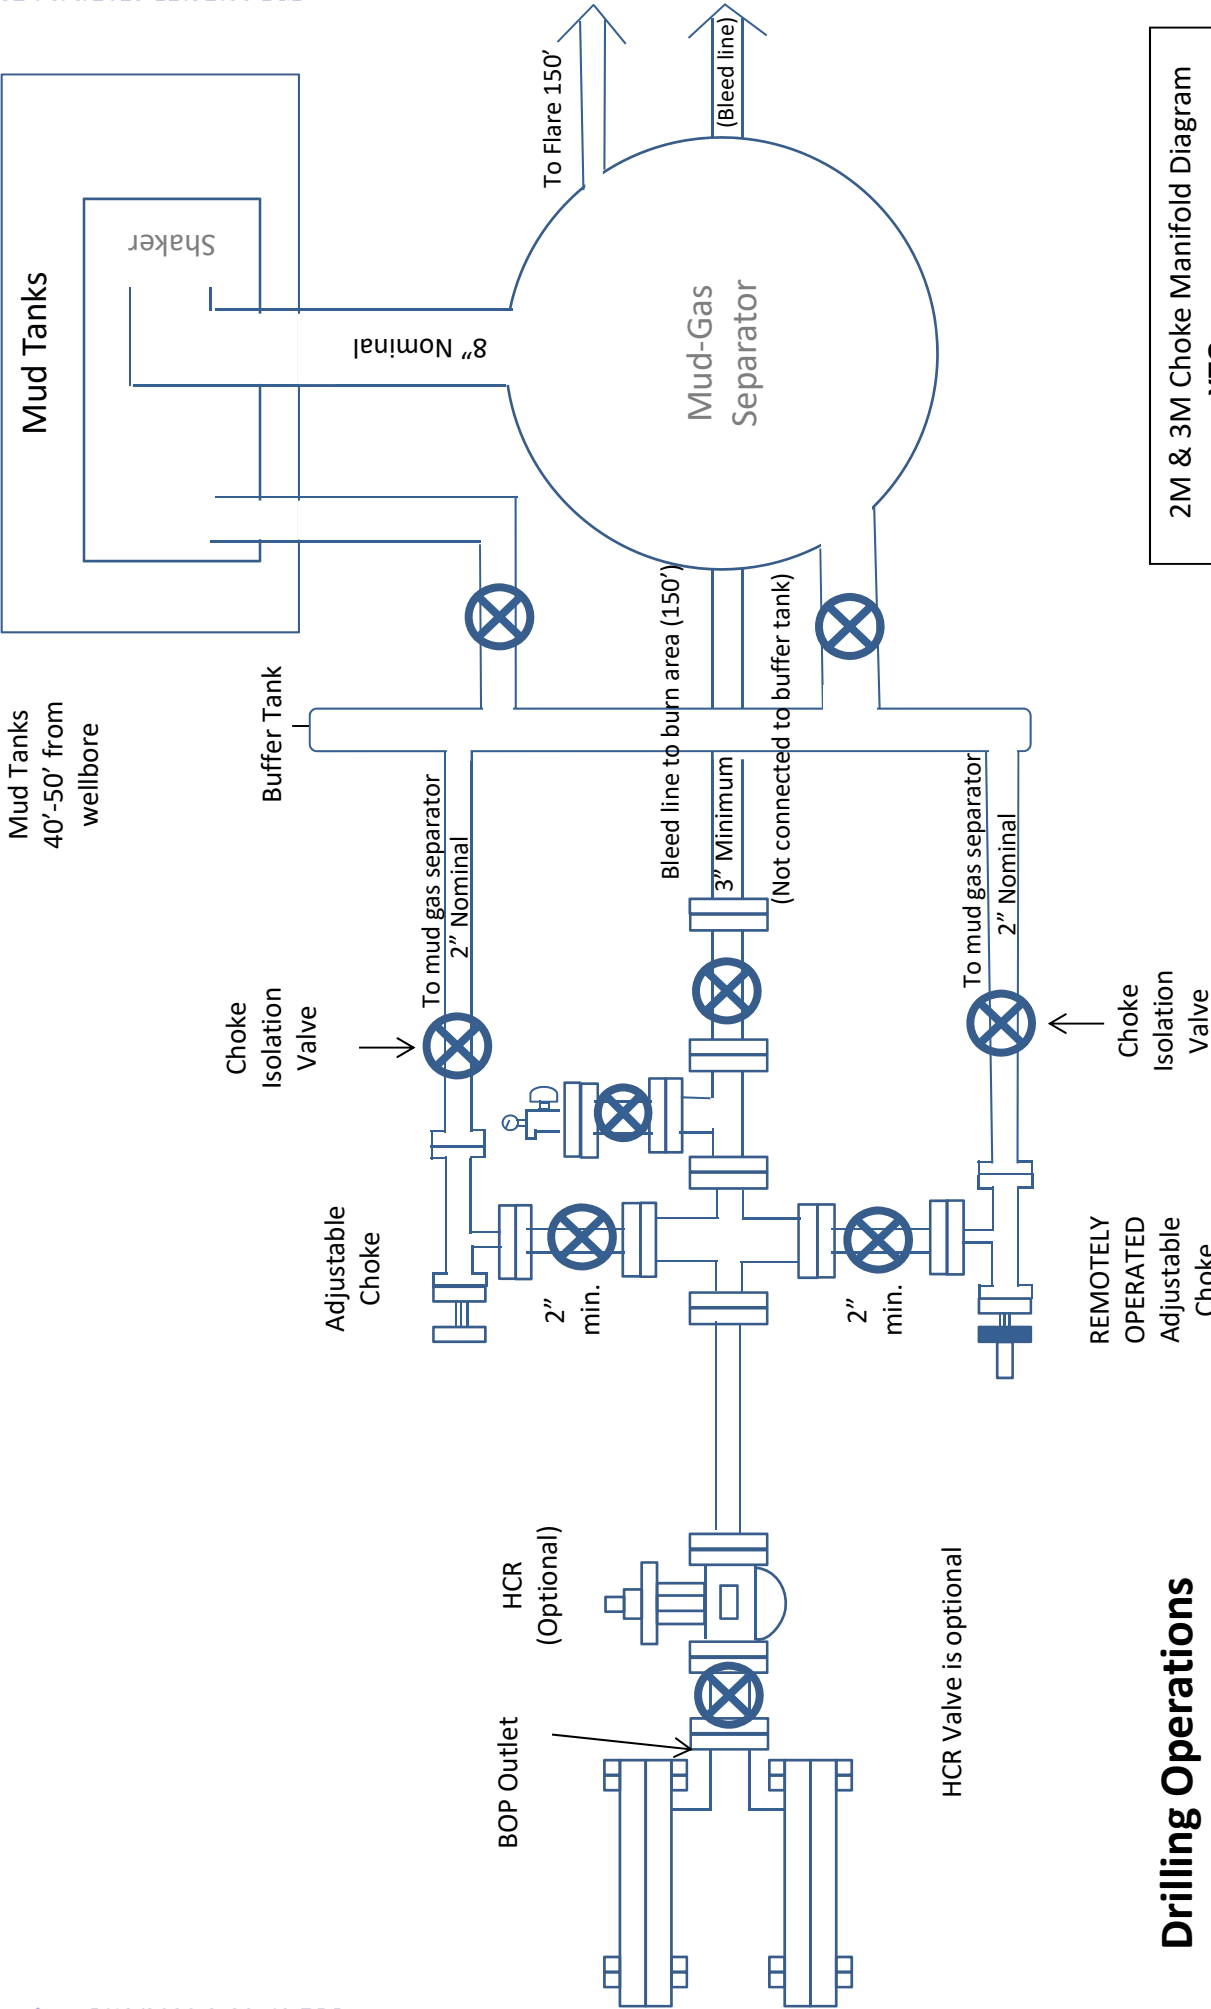 Mud Tanks
Shaker
8” Nominal
To Flare 150’
(Bleed line)
Mud-Gas
Separator
2M & 3M Choke Manifold Diagram
Mud Tanks
40’-50’ from
wellbore
Buffer Tank
To mud gas separator
2” Nominal
Bleed line to burn area (150’)
3” Minimum
(Not connected to buffer tank)
To mud gas separator
2” Nominal
Choke
Isolation
Valve
Choke
Isolation
Valve
Adjustable
Choke
2”
min.
2”
min.
REMOTELY
OPERATED
Adjustable
Choke
HCR
(Optional)
BOP Outlet
HCR Valve is optional
Drilling Operations